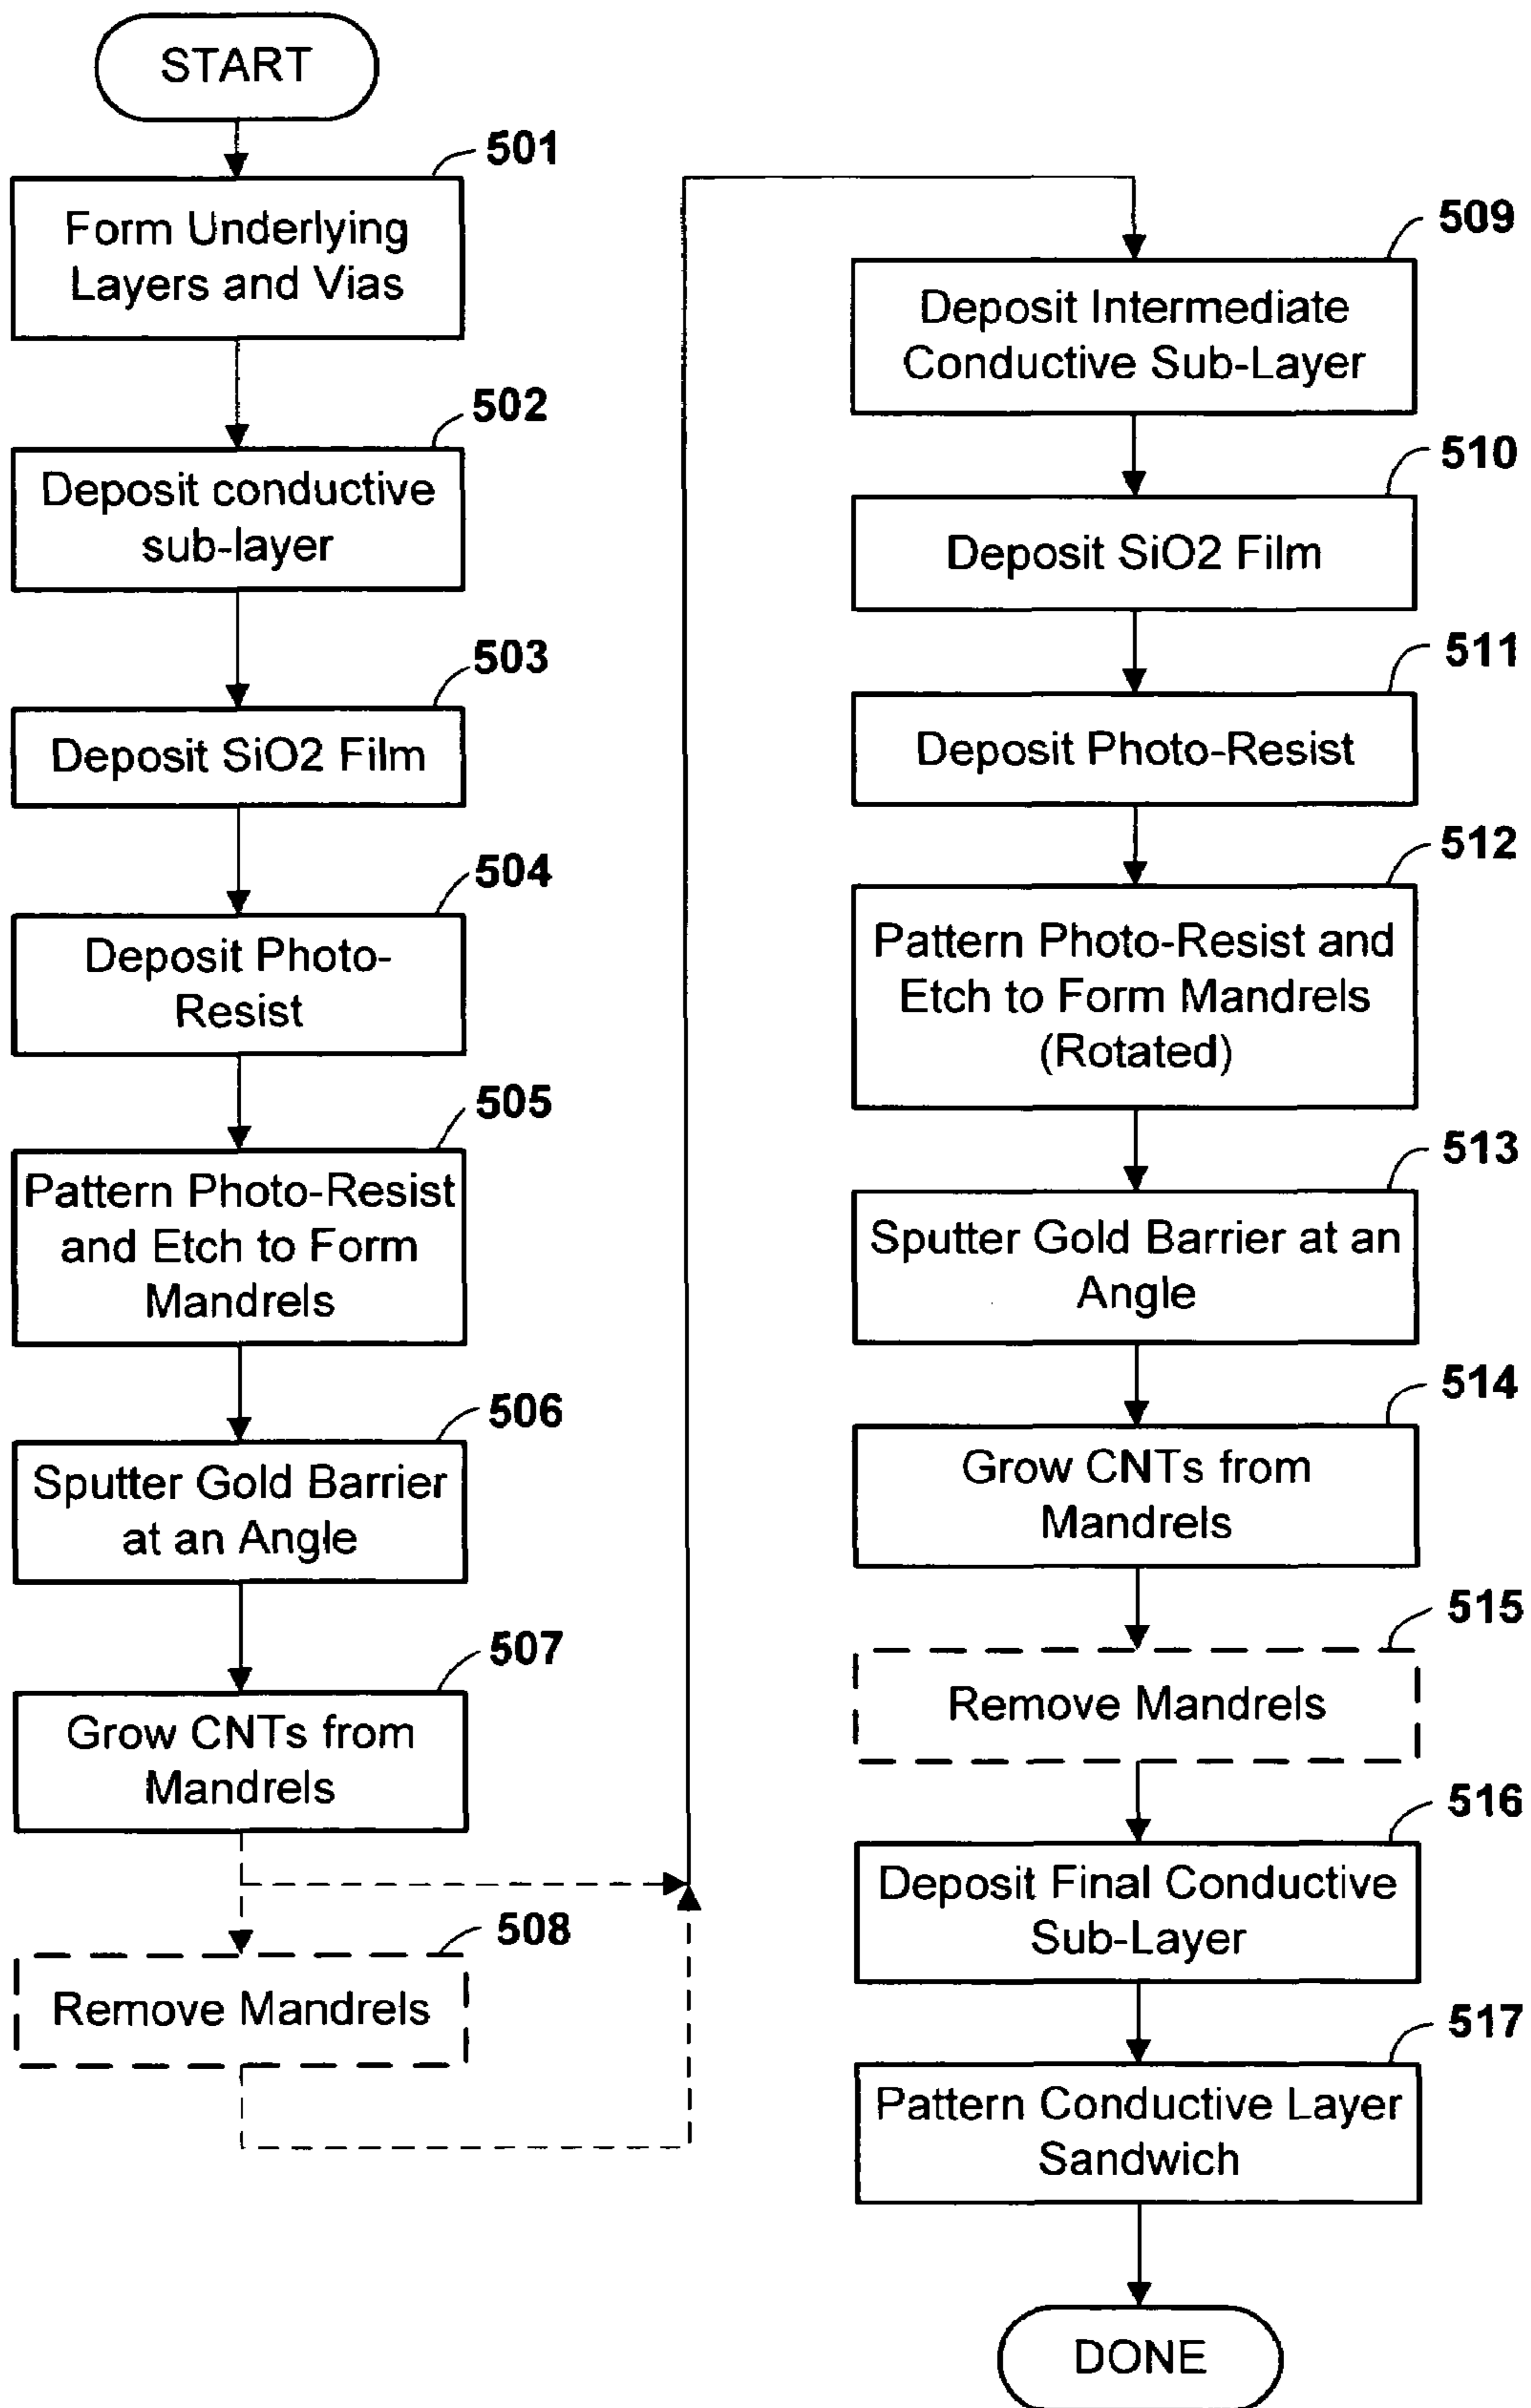 START
501
Form Underlying
Layers and Vias
502
Deposit conductive
sub-layer
503
Deposit SiO2 Film
504
Deposit Photo-
Resist
505
Pattern Photo-Resist
and Etch to Form
Mandrels
506
Sputter Gold Barrier
at an Angle
507
Grow CNTs from
Mandrels
508
Remove Mandrels
509
Deposit Intermediate
Conductive Sub-Layer
510
Deposit SiO2 Film
511
Deposit Photo-Resist
512
Pattern Photo-Resist and
Etch to Form Mandrels
(Rotated)
513
Sputter Gold Barrier at an
Angle
514
Grow CNTs from
Mandrels
515
Remove Mandrels
516
Deposit Final Conductive
Sub-Layer
517
Pattern Conductive Layer
Sandwich
DONE